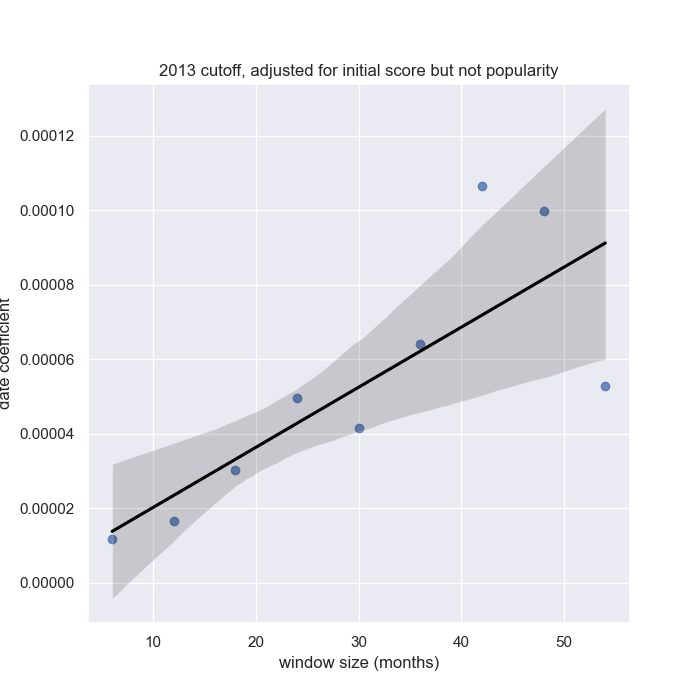 2013 cutoff, adjusted for initial score but not popularity
0.00012
0.00010
0.00008
0.00006
0.00004
0.00002
0.00000
date coefficient
10 20 30 40 50
window size (months)